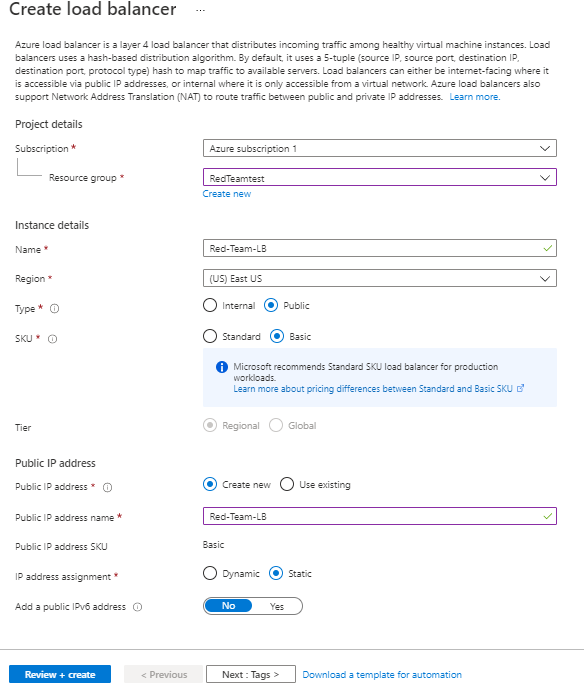 Create load balancer ...
Azure load balancer is a layer 4 load balancer that distributes incoming traffic among healthy virtual machine instances. Load
balancers uses a hash-based distribution algorithm. By default, it uses a 5-tuple (source IP, source port, destination IP,
destination port, protocol type) hash to map traffic to available servers. Load balancers can either be internet-facing where it
is accessible via public IP addresses, or internal where it is only accessible from a virtual network. Azure load balancers also
support Network Address Translation (NAT) to route traffic between public and private IP addresses. Learn more.
Project details
Subscription * Azure subscription 1
Resource group * RedTeamtest
Create new
Instance details
Name * Red-Team-LB
Region * (US) East US
Type * Internal Public
SKU * Standard Basic
Microsoft recommends Standard SKU load balancer for production
workloads.
Learn more about pricing differences between Standard and Basic SKU
Tier Regional Global
Public IP address
Public IP address * Create new Use existing
Public IP address name * Red-Team-LB
Public IP address SKU Basic
IP address assignment * Dynamic Static
Add a public IPv6 address No Yes
Review + create < Previous Next : Tags > Download a template for automation